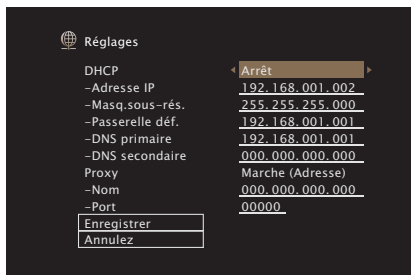 Réglages
DHCP Arrêt
-Adresse IP 192.168.001.002
-Masq.sous-rés. 255.255.255.000
-Passerelle déf. 192.168.001.001
-DNS primaire 192.168.001.001
-DNS secondaire 000.000.000.000
Proxy Marche (Adresse)
-Nom 000.000.000.000
-Port 00000
Enregistrer
Annulez